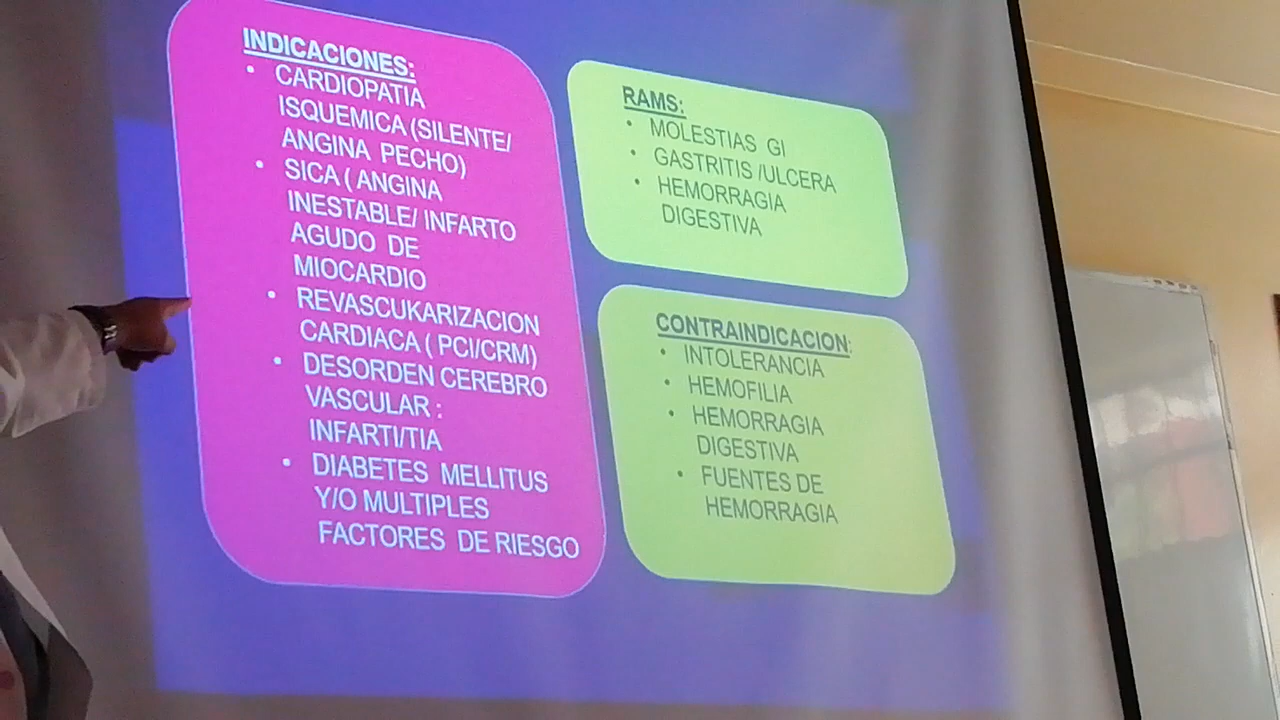 INDICACIONES:
• CARDIOPATIA
ISQUEMICA (SILENTE/
ANGINA PECHO)
• SICA ( ANGINA
INESTABLE/ INFARTO
AGUDO DE
MIOCARDIO
• REVASCUKARIZACION
CARDIACA ( PCI/CRM)
• DESORDEN CEREBRO
VASCULAR :
INFARTI/TIA
• DIABETES MELLITUS
Y/O MULTIPLES
FACTORES DE RIESGO
RAMS:
• MOLESTIAS GI
• GASTRITIS /ULCERA
• HEMORRAGIA
DIGESTIVA
CONTRAINDICACION:
• INTOLERANCIA
• HEMOFILIA
• HEMORRAGIA
DIGESTIVA
• FUENTES DE
HEMORRAGIA